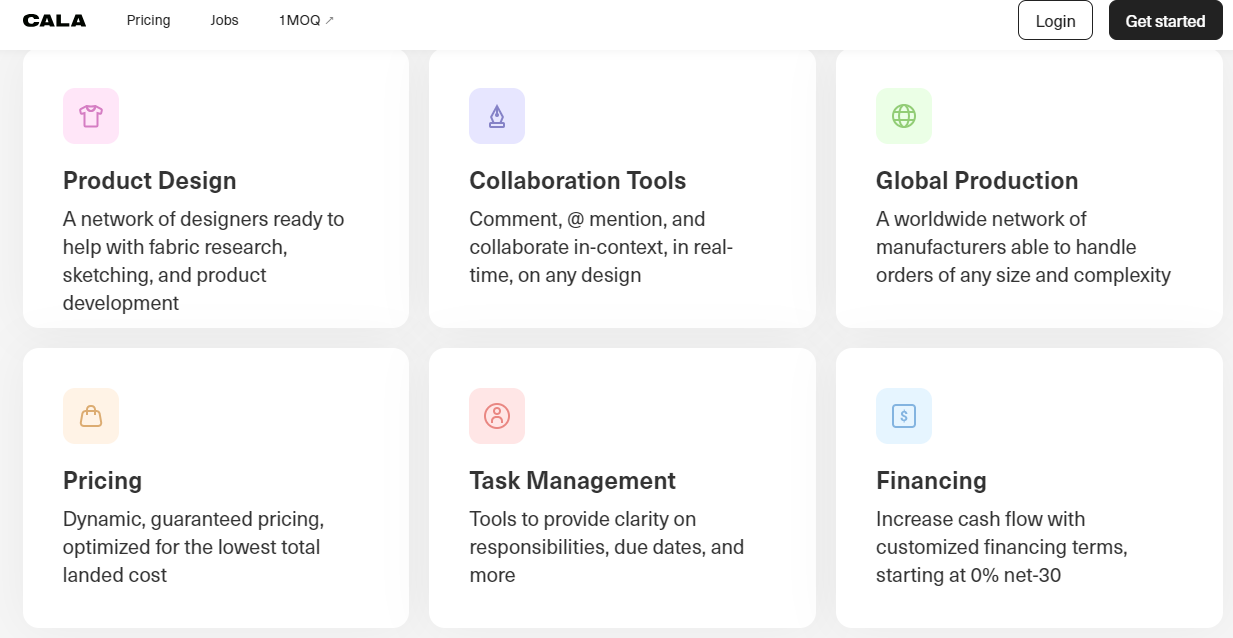 CALA
Pricing
Jobs
1 MOQ ↗
Login
Get started
Product Design
A network of designers ready to
help with fabric research,
sketching, and product
development
Collaboration Tools
Comment, @ mention, and
collaborate in-context, in real-
time, on any design
Global Production
A worldwide network of
manufacturers able to handle
orders of any size and complexity
Pricing
Dynamic, guaranteed pricing,
optimized for the lowest total
landed cost
Task Management
Tools to provide clarity on
responsibilities, due dates, and
more
$
Financing
Increase cash flow with
customized financing terms,
starting at 0% net-30